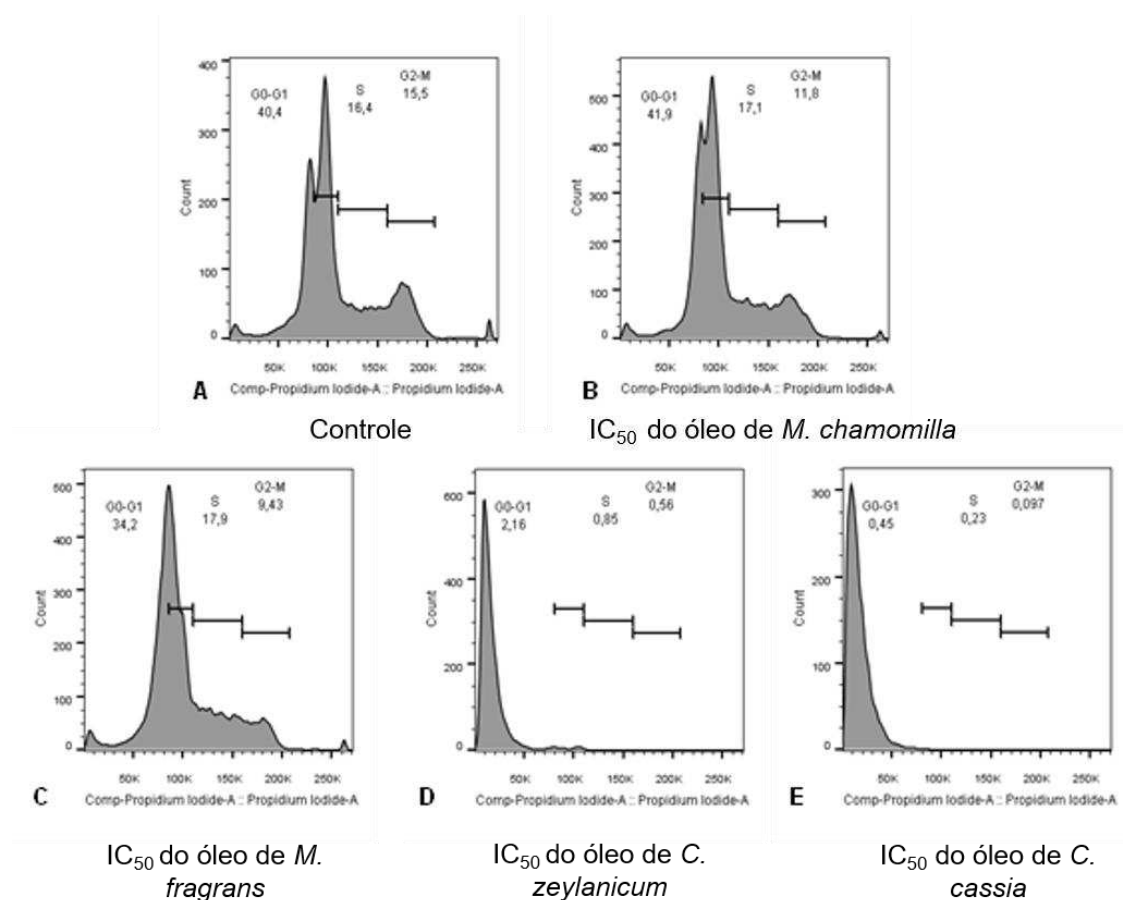 400
300
200
100
0
Count
G0-G1
40,4
S
16,4
G2-M
15,5
50K 100K 150K 200K 250K
Comp-Propidium Iodide-A :: Propidium Iodide-A
A
Controle
500
400
300
200
100
0
Count
G0-G1
41,9
S
17,1
G2-M
11,8
50K 100K 150K 200K 250K
Comp-Propidium Iodide-A :: Propidium Iodide-A
B
IC50 do óleo de M. chamomilla
500
400
300
200
100
0
Count
G0-G1
34,2
S
17,9
G2-M
9,43
50K 100K 150K 200K 250K
Comp-Propidium Iodide-A :: Propidium Iodide-A
C
IC50 do óleo de M.
fragrans
600
400
200
0
Count
G0-G1
2,16
S
0,85
G2-M
0,56
50K 100K 150K 200K 250K
Comp-Propidium Iodide-A :: Propidium Iodide-A
D
IC50 do óleo de C.
zeylanicum
300
200
100
0
Count
G0-G1
0,45
S
0,23
G2-M
0,097
50K 100K 150K 200K 250K
Comp-Propidium Iodide-A :: Propidium Iodide-A
E
IC50 do óleo de C.
cassia